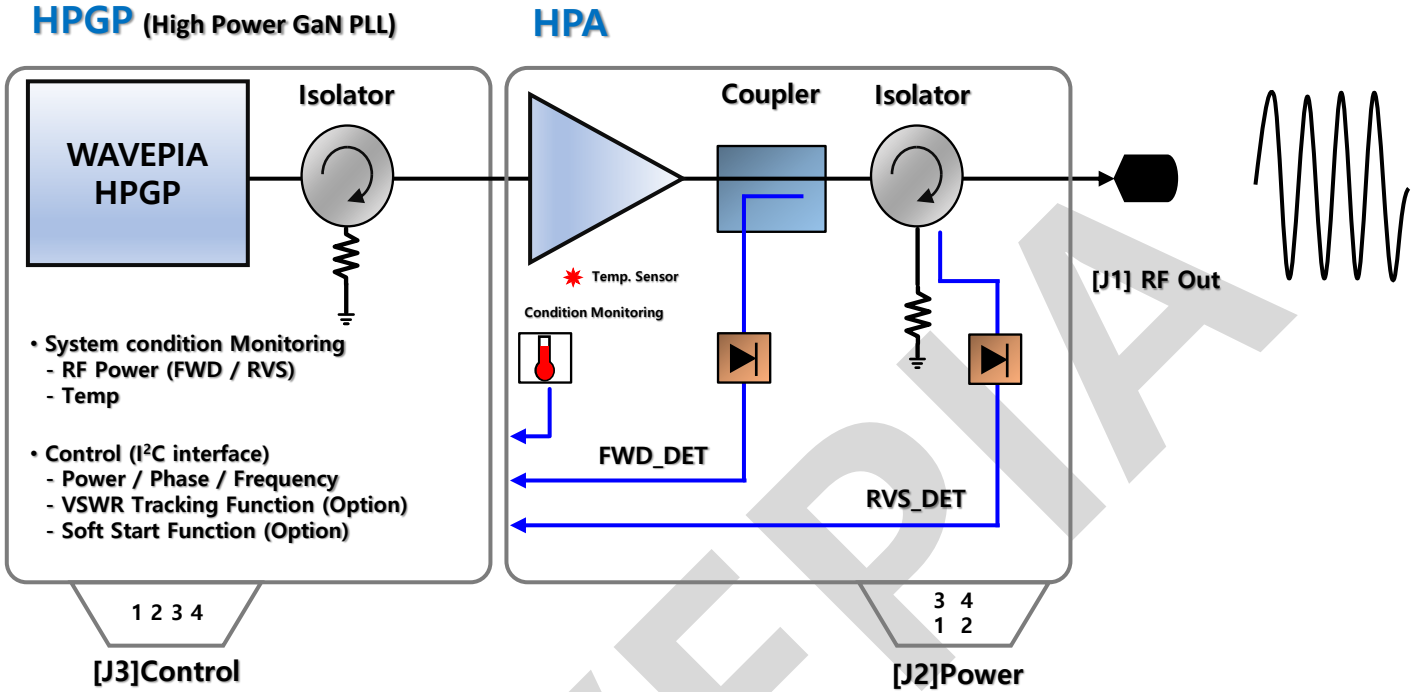 HPGP (High Power GaN PLL)
HPA
WAVEPIA
HPGP
Isolator
Coupler
Isolator
Temp. Sensor
Condition Monitoring
[J1] RF Out
• System condition Monitoring
- RF Power (FWD / RVS)
- Temp
• Control (I²C interface)
- Power / Phase / Frequency
- VSWR Tracking Function (Option)
- Soft Start Function (Option)
FWD_DET
RVS_DET
1 2 3 4
[J3]Control
3 4
1 2
[J2]Power